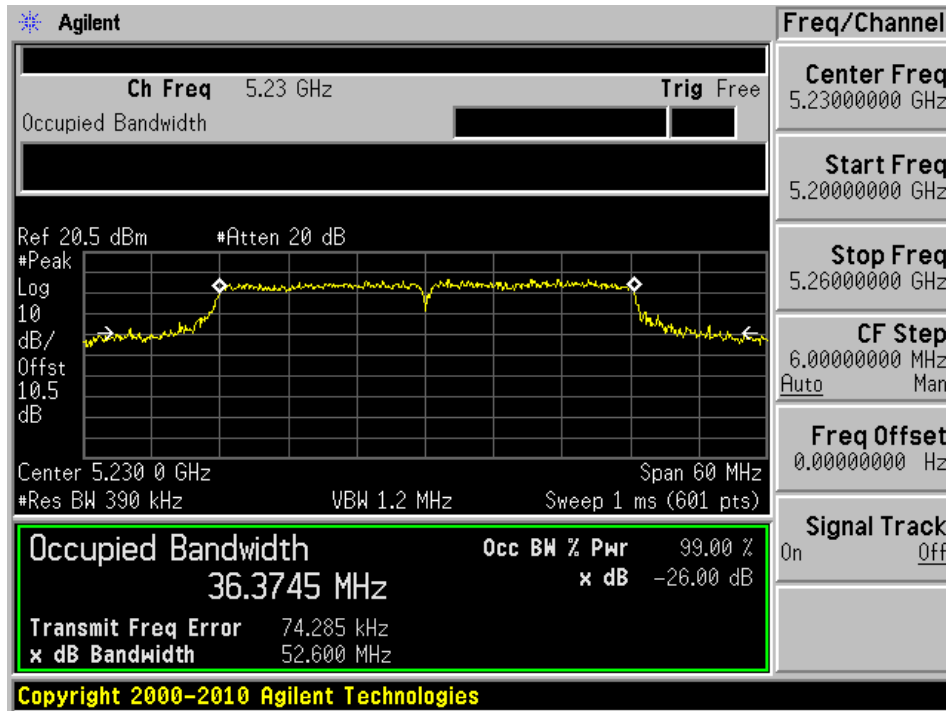 Agilent
Freq/Channel
Ch Freq 5.23 GHz Trig Free
Occupied Bandwidth
Center Freq
5.23000000 GHz
Start Freq
5.20000000 GHz
Ref 20.5 dBm #Atten 20 dB
#Peak
Log
10
dB/
Offst
10.5
dB
Stop Freq
5.26000000 GHz
CF Step
6.00000000 MHz
Auto Man
Freq Offset
0.00000000 Hz
Center 5.230 0 GHz Span 60 MHz
#Res BW 390 kHz VBW 1.2 MHz Sweep 1 ms (601 pts)
Signal Track
On Off
Occupied Bandwidth Occ BW % Pwr 99.00 %
36.3745 MHz x dB -26.00 dB
Transmit Freq Error 74.285 kHz
x dB Bandwidth 52.600 MHz
Copyright 2000-2010 Agilent Technologies